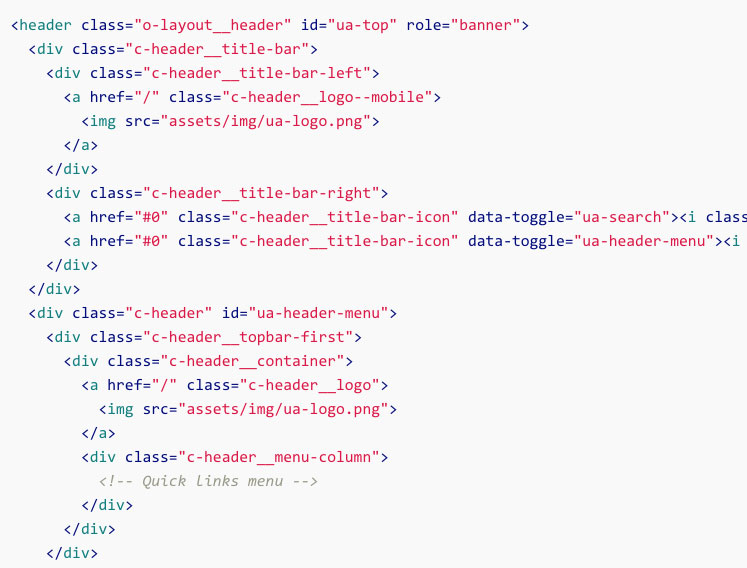 <header class="o-layout__header" id="ua-top" role="banner">
  <div class="c-header__title-bar">
    <div class="c-header__title-bar-left">
      <a href="/" class="c-header__logo--mobile">
        <img src="assets/img/ua-logo.png">
      </a>
    </div>
    <div class="c-header__title-bar-right">
      <a href="#0" class="c-header__title-bar-icon" data-toggle="ua-search"><i class
      <a href="#0" class="c-header__title-bar-icon" data-toggle="ua-header-menu"><i
    </div>
  </div>
  <div class="c-header" id="ua-header-menu">
    <div class="c-header__topbar-first">
      <div class="c-header__container">
        <a href="/" class="c-header__logo">
          <img src="assets/img/ua-logo.png">
        </a>
        <div class="c-header__menu-column">
          <!-- Quick links menu -->
        </div>
      </div>
    </div>